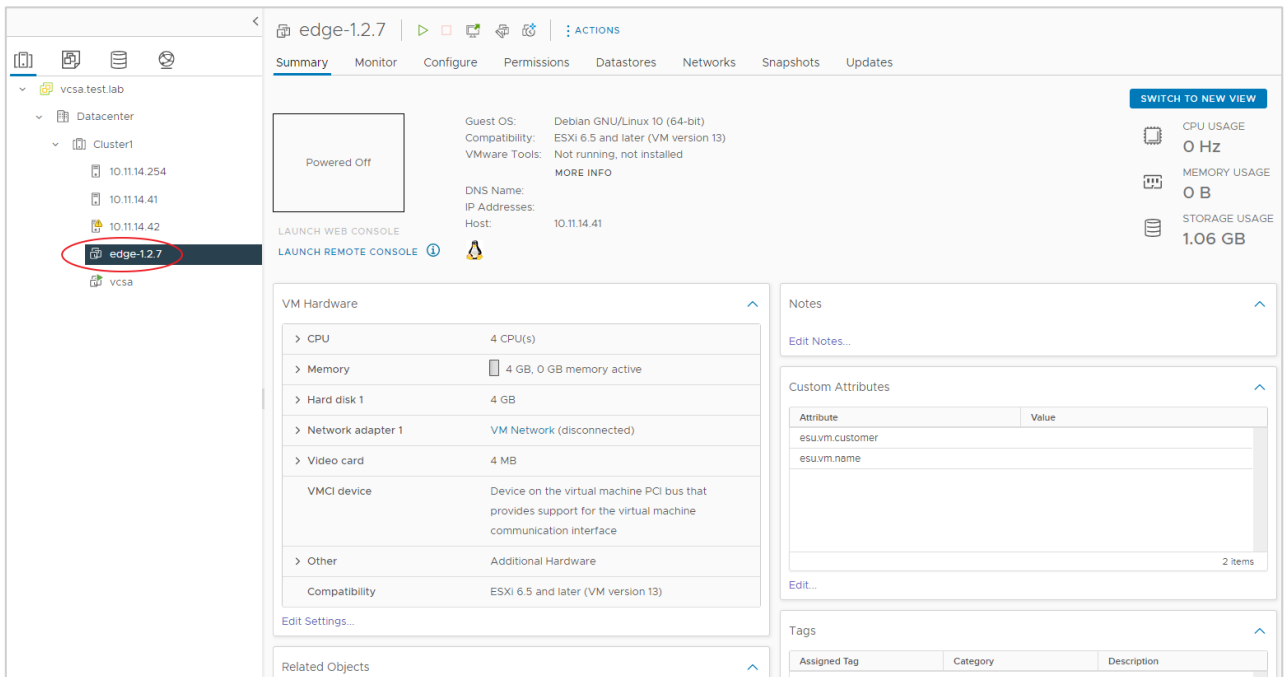 edge-1.2.7
ACTIONS
Summary Monitor Configure Permissions Datastores Networks Snapshots Updates
vcsa.test.lab
Datacenter
Cluster1
10.11.14.254
10.11.14.41
10.11.14.42
edge-1.2.7
vcsa
SWITCH TO NEW VIEW
Powered Off
LAUNCH WEB CONSOLE
LAUNCH REMOTE CONSOLE
Guest OS: Debian GNU/Linux 10 (64-bit)
Compatibility: ESXi 6.5 and later (VM version 13)
VMware Tools: Not running, not installed
MORE INFO
DNS Name:
IP Addresses:
Host: 10.11.14.41
CPU USAGE
0 Hz
MEMORY USAGE
0 B
STORAGE USAGE
1.06 GB
VM Hardware
CPU 4 CPU(s)
Memory 4 GB, 0 GB memory active
Hard disk 1 4 GB
Network adapter 1 VM Network (disconnected)
Video card 4 MB
VMCI device Device on the virtual machine PCI bus that
provides support for the virtual machine
communication interface
Other Additional Hardware
Compatibility ESXi 6.5 and later (VM version 13)
Edit Settings...
Related Objects
Notes
Edit Notes...
Custom Attributes
Attribute Value
esu.vm.customer
esu.vm.name
2 items
Edit...
Tags
Assigned Tag Category Description